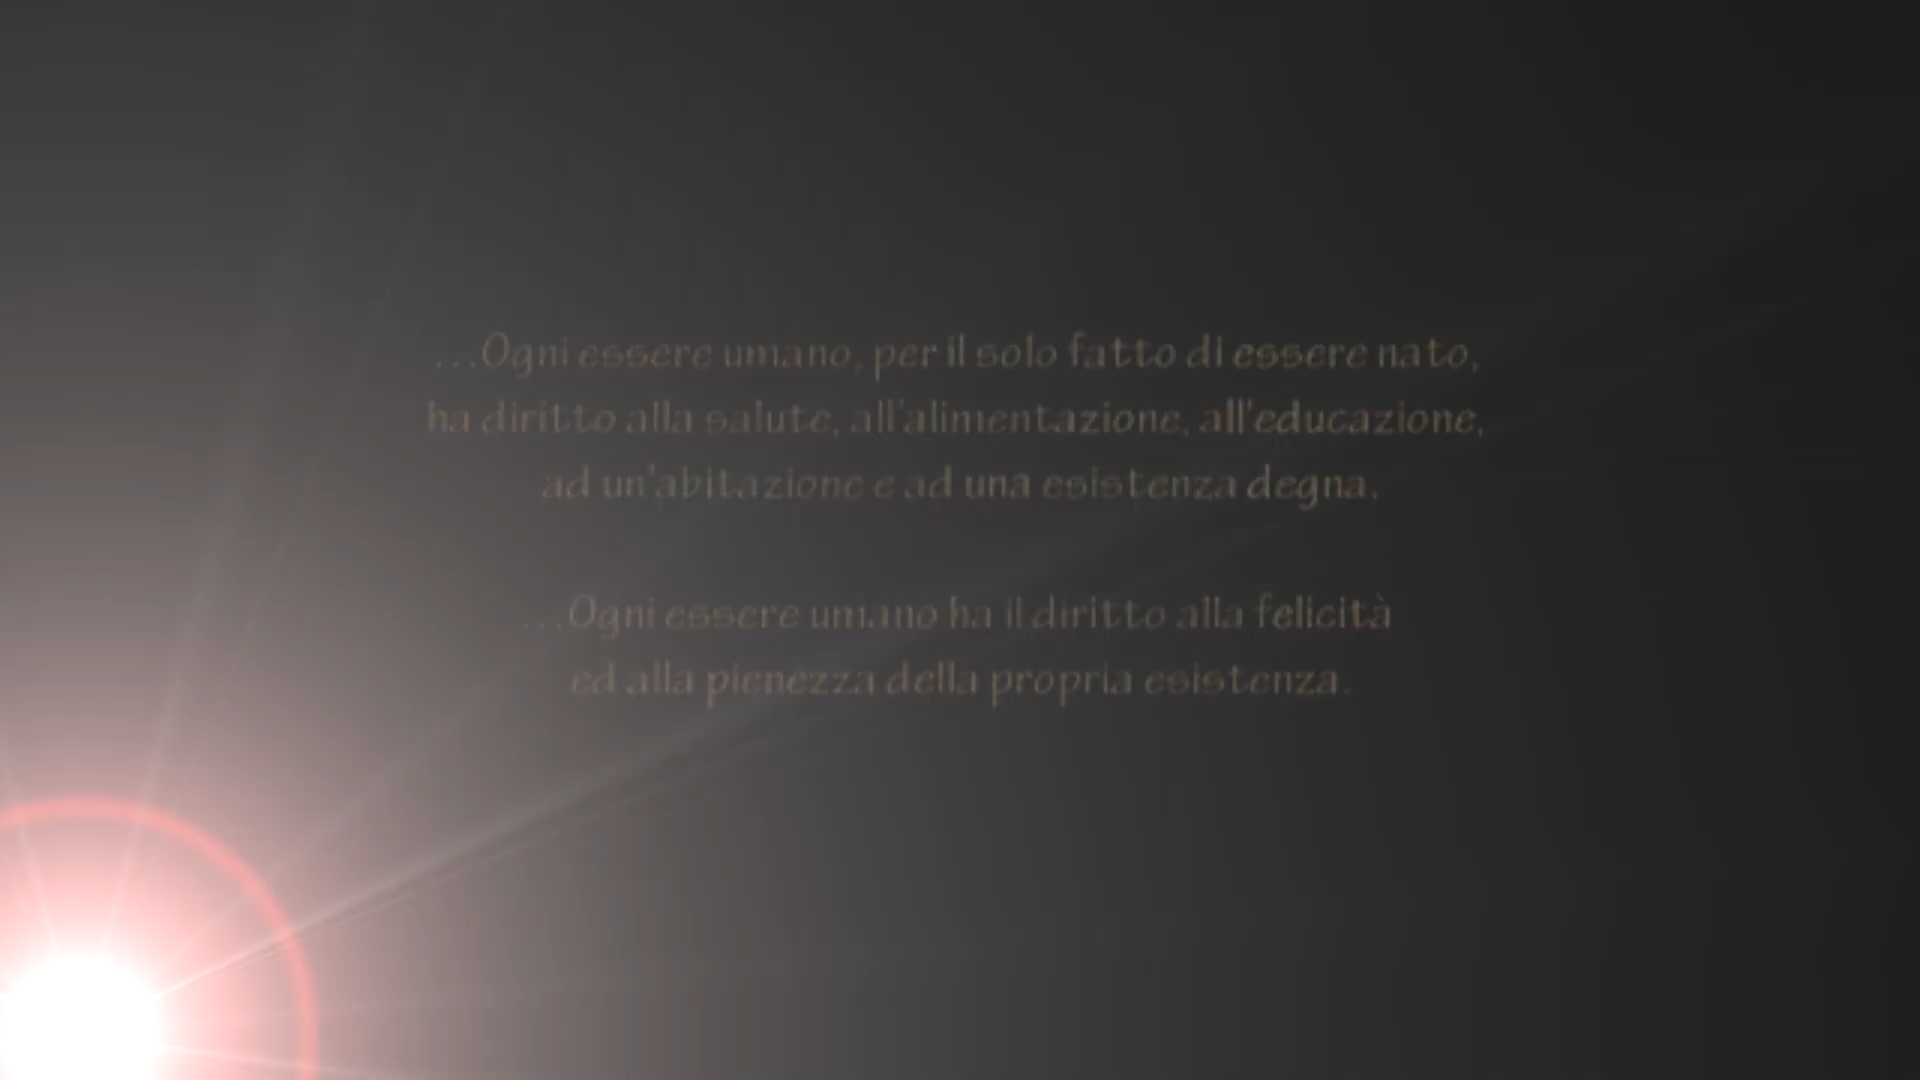 ...Ogni essere umano, per il solo fatto di essere nato,
ha diritto alla salute, all'alimentazione, all'educazione,
ad un'abitazione e ad una esistenza degna.
...Ogni essere umano ha il diritto alla felicità
ed alla pienezza della propria esistenza.